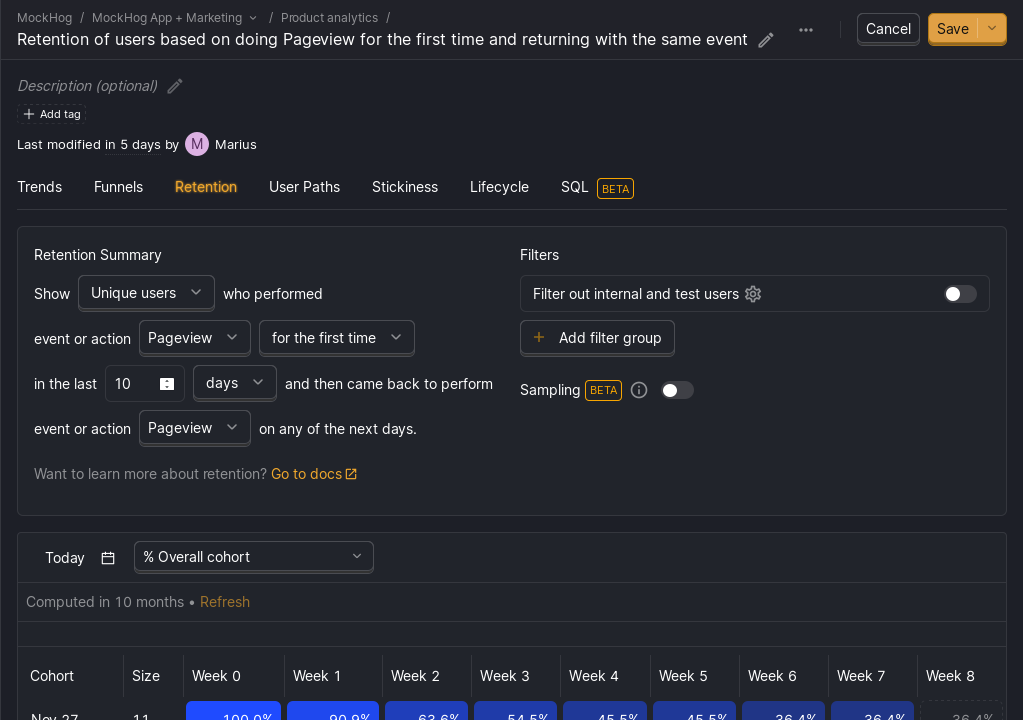 MockHog / MockHog App + Marketing / Product analytics /
Retention of users based on doing Pageview for the first time and returning with the same event
Cancel
Save
Description (optional)
Add tag
Last modified in 5 days by M Marius
Trends Funnels Retention User Paths Stickiness Lifecycle SQL BETA
Retention Summary
Show Unique users who performed
event or action Pageview for the first time
in the last 10 days and then came back to perform
event or action Pageview on any of the next days.
Want to learn more about retention? Go to docs
Filters
Filter out internal and test users
+ Add filter group
Sampling BETA
Today % Overall cohort
Computed in 10 months • Refresh
Cohort Size Week 0 Week 1 Week 2 Week 3 Week 4 Week 5 Week 6 Week 7 Week 8
Nov 27 11 100.0% 90.9% 63.6% 54.5% 45.5% 45.5% 36.4% 36.4% 36.4%